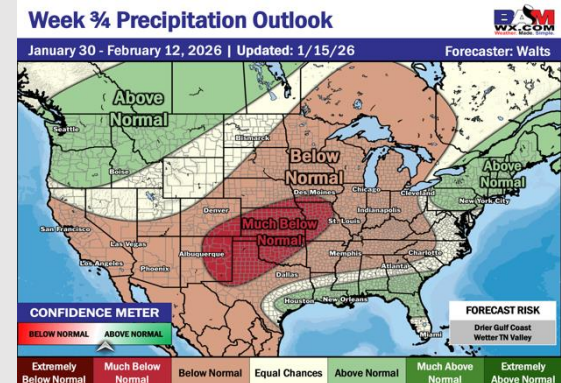 Week ¾ Precipitation Outlook
BAM
WX.COM
Weather. Made. Simple.
January 30 - February 12, 2026 | Updated: 1/15/26
Forecaster: Walts
Above
Normal
Seattle
Bismarck
Boise
Below
Normal
Above
Normal
Des Moines
Chicago
Cleveland
New York City
San Francisco
Denver
Indianapolis
Much Below
Normal
St. Louis
Las Vegas
Los Angeles
Albuquerque
Phoenix
Memphis
Charlotte
Atlanta
Dallas
Houston
New Orleans
Miami
CONFIDENCE METER
BELOW NORMAL
ABOVE NORMAL
FORECAST RISK
Drier Gulf Coast
Wetter TN Valley
Extremely
Below Normal
Much Below
Normal
Below Normal
Equal Chances
Above Normal
Much Above
Normal
Extremely
Above Normal